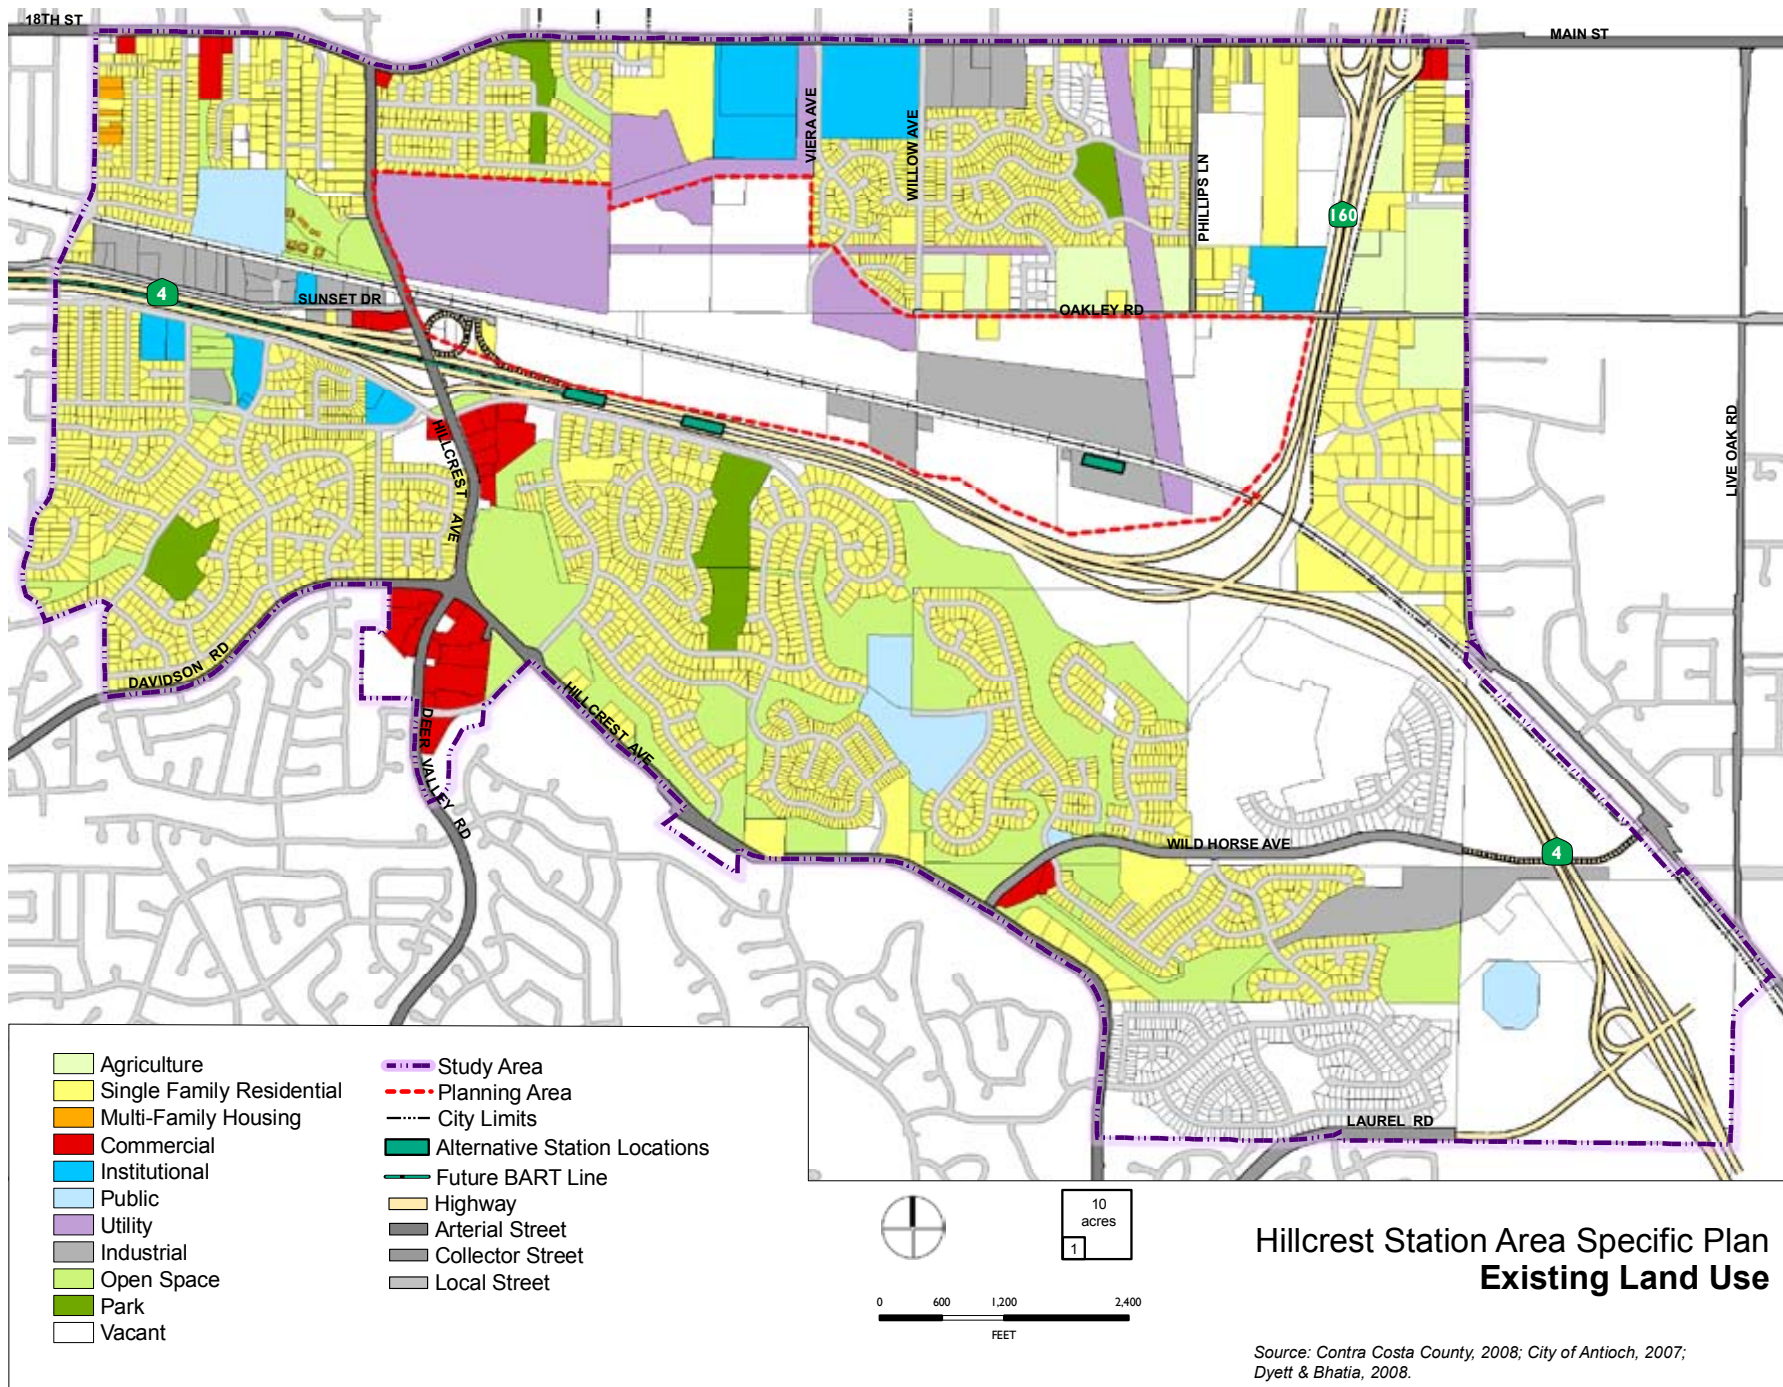 18TH ST
MAIN ST
VIERA AVE
WILLOW AVE
PHILLIPS LN
160
4
SUNSET DR
OAKLEY RD
HILLCREST AVE
LIVE OAK RD
DAVIDSON RD
DEER VALLEY RD
HILLCREST AVE
WILD HORSE AVE
4
LAUREL RD
Agriculture
Single Family Residential
Multi-Family Housing
Commercial
Institutional
Public
Utility
Industrial
Open Space
Park
Vacant
Study Area
Planning Area
City Limits
Alternative Station Locations
Future BART Line
Highway
Arterial Street
Collector Street
Local Street
10
acres
1
0 600 1,200 2,400
FEET
Hillcrest Station Area Specific Plan
Existing Land Use
Source: Contra Costa County, 2008; City of Antioch, 2007;
Dyett & Bhatia, 2008.